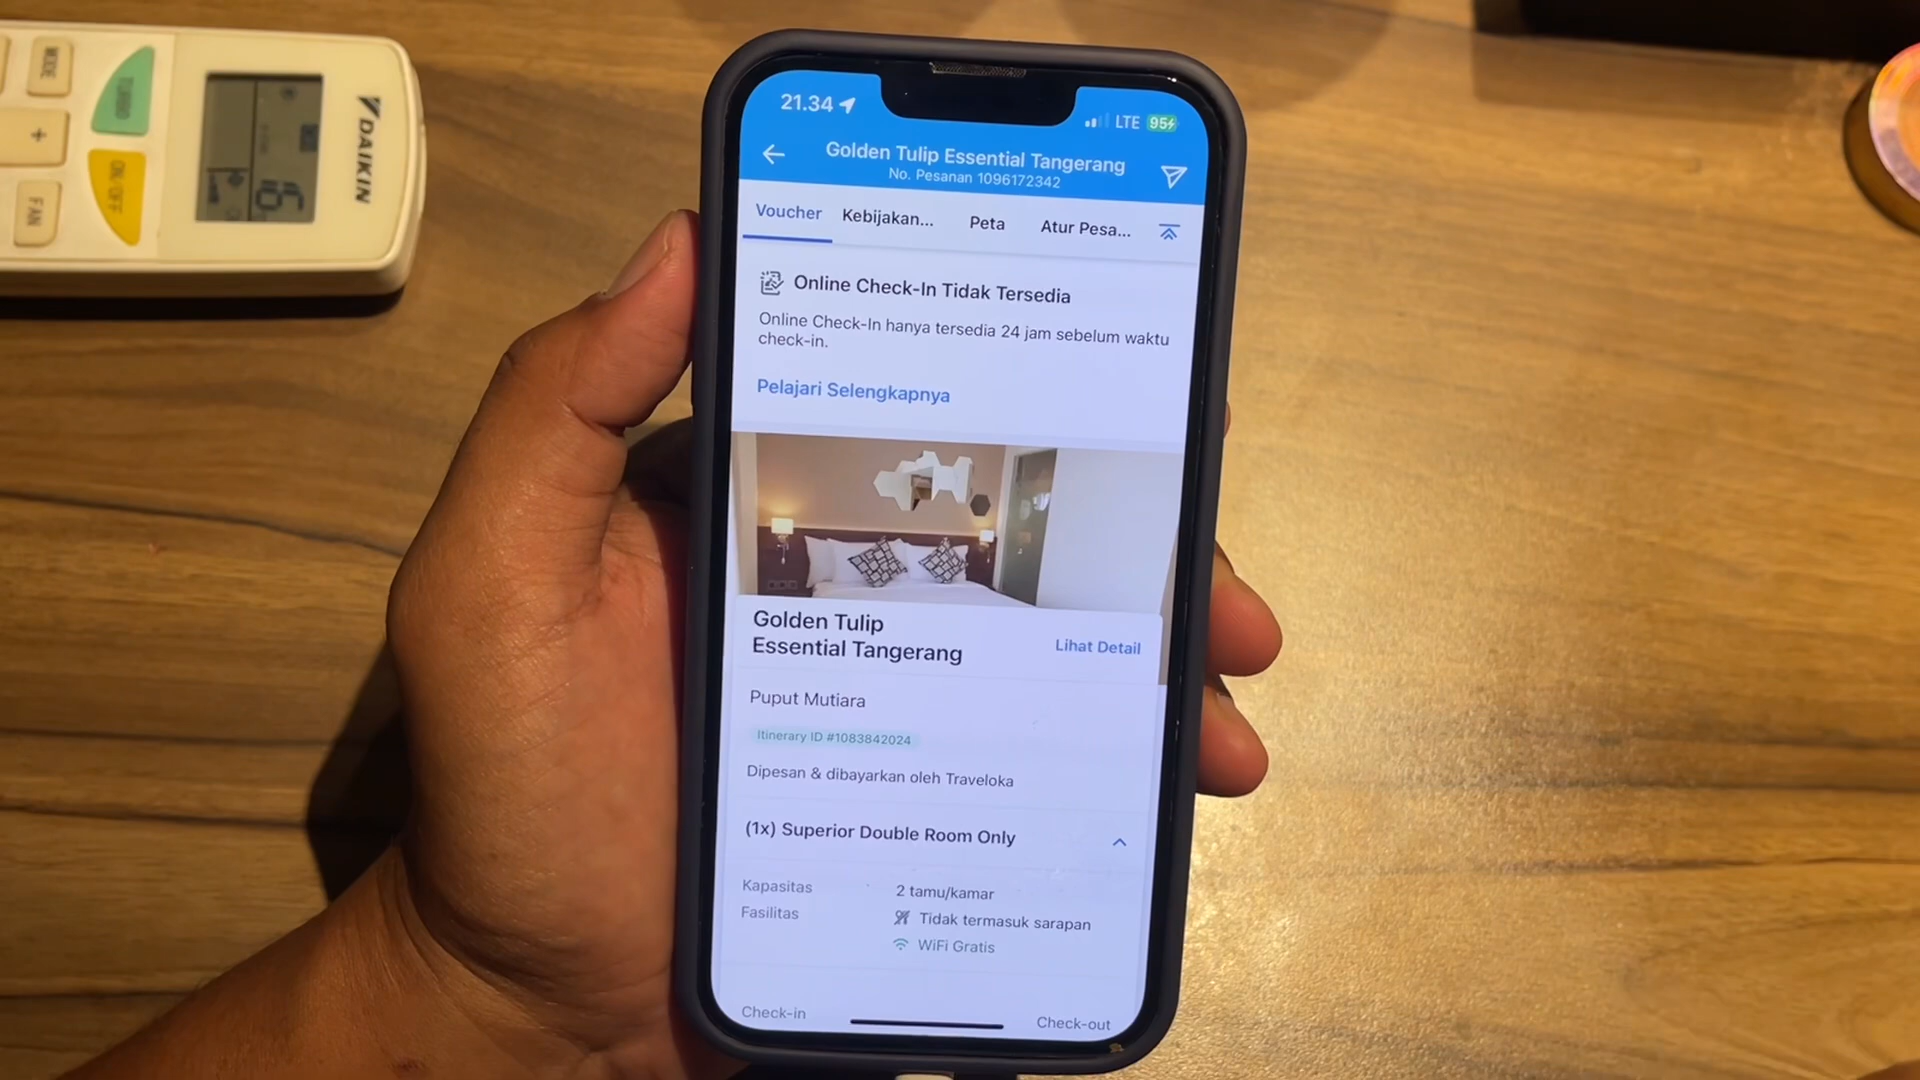 MODE
TURBO
+
ON/OFF
FAN
16
DAIKIN
21.34
LTE 95
Golden Tulip Essential Tangerang
No. Pesanan 1096172342
Voucher Kebijakan... Peta Atur Pesa...
Online Check-In Tidak Tersedia
Online Check-In hanya tersedia 24 jam sebelum waktu
check-in.
Pelajari Selengkapnya
Golden Tulip
Essential Tangerang
Lihat Detail
Puput Mutiara
Itinerary ID #1083842024
Dipesan & dibayarkan oleh Traveloka
(1x) Superior Double Room Only
Kapasitas 2 tamu/kamar
Fasilitas Tidak termasuk sarapan
WiFi Gratis
Check-in Check-out